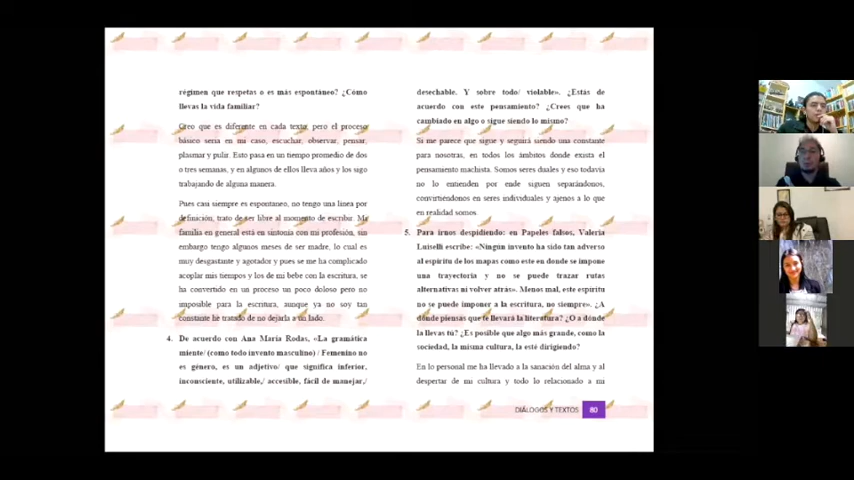 régimen que respetas o es más espontáneo? ¿Cómo
llevas la vida familiar?
Creo que es diferente en cada texto, pero el proceso
básico seria en mi caso, escuchar, observar, pensar,
plasmar y pulir. Esto pasa en un tiempo promedio de dos
o tres semanas, y en algunos de ellos lleva años y los sigo
trabajando de alguna manera.
Pues casi siempre es espontaneo, no tengo una línea por
definición, trato de ser libre al momento de escribir. Mi
familia en general está en sintonía con mi profesión, sin
embargo tengo algunos meses de ser madre, lo cual es
muy desgastante y agotador y pues se me ha complicado
acoplar mis tiempos y los de mi bebe con la escritura, se
ha convertido en un proceso un poco doloso pero no
imposible para la escritura, aunque ya no soy tan
constante he tratado de no dejarla a un lado.
4. De acuerdo con Ana María Rodas, «La gramática
miente/ (como todo invento masculino) / Femenino no
es género, es un adjetivo/ que significa inferior,
inconsciente, utilizable,/ accesible, fácil de manejar,/
desechable. Y sobre todo/ violable». ¿Estás de
acuerdo con este pensamiento? ¿Crees que ha
cambiado en algo o sigue siendo lo mismo?
Si me parece que sigue y seguirá siendo una constante
para nosotras, en todos los ámbitos donde exista el
pensamiento machista. Somos seres duales y eso todavía
no lo entienden por ende siguen separándonos,
convirtiéndonos en seres individuales y ajenos a lo que
en realidad somos.
5. Para irnos despidiendo: en Papeles falsos, Valeria
Luiselli escribe: «Ningún invento ha sido tan adverso
al espíritu de los mapas como este en donde se impone
una trayectoria y no se puede trazar rutas
alternativas ni volver atrás». Menos mal, este espíritu
no se puede imponer a la escritura, no siempre». ¿A
dónde piensas que te llevará la literatura? ¿O a dónde
la llevas tú? ¿Es posible que algo más grande, como la
sociedad, la misma cultura, la esté dirigiendo?
En lo personal me ha llevado a la sanación del alma y al
despertar de mi cultura y todo lo relacionado a mi
DIÁLOGOS Y TEXTOS 80